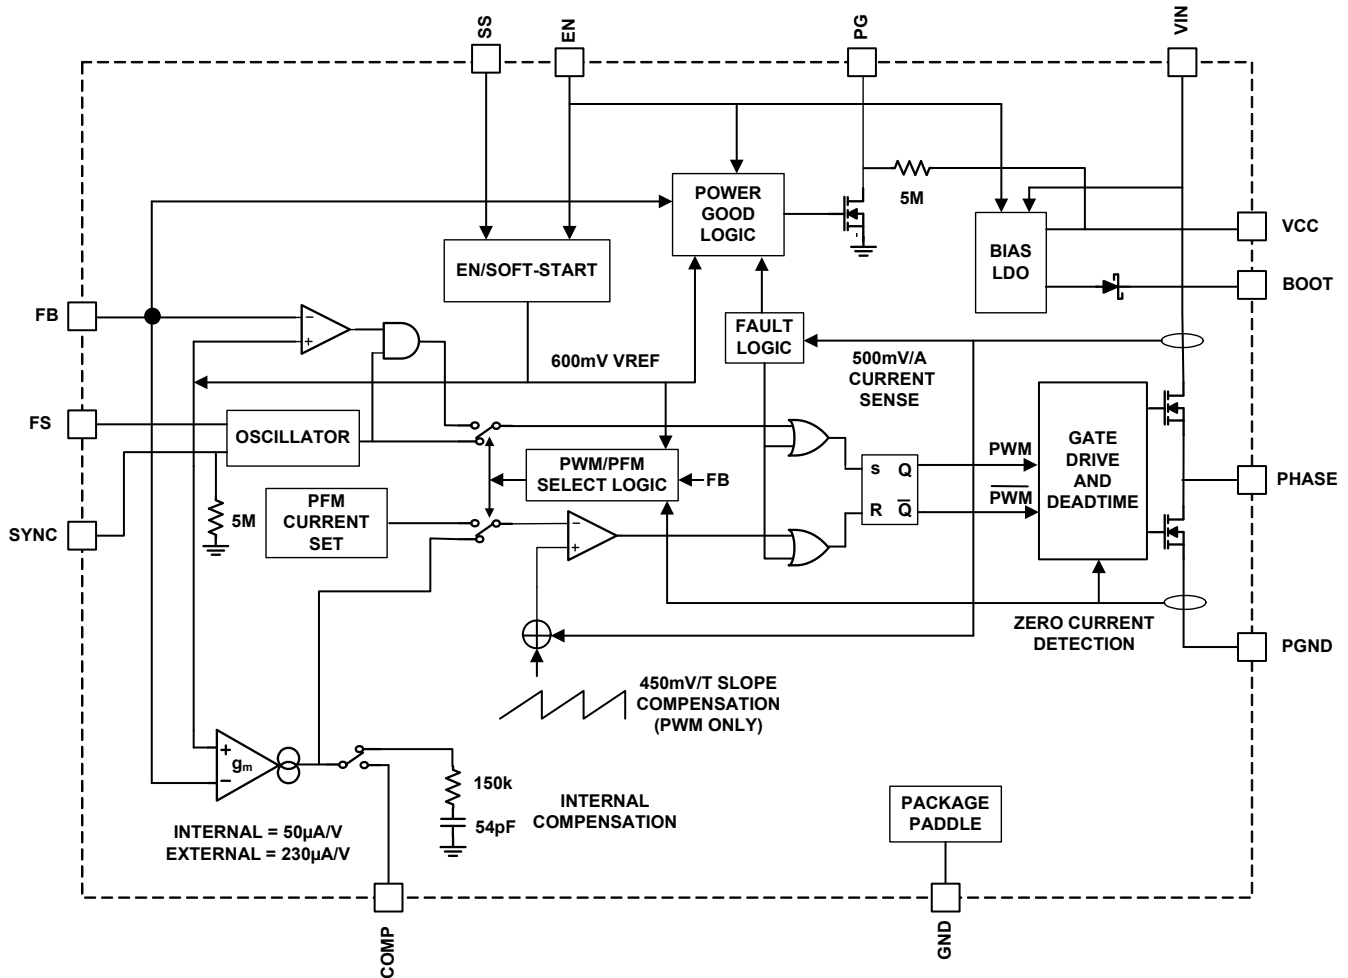 SS
EN
PG
VIN
POWER
GOOD
LOGIC
5M
BIAS
LDO
VCC
BOOT
EN/SOFT-START
FB
−
+
FAULT
LOGIC
600mV VREF
500mV/A
CURRENT
SENSE
FS
OSCILLATOR
PWM/PFM
SELECT LOGIC
FB
S Q
R Q̅
PWM
P̅W̅M̅
GATE
DRIVE
AND
DEADTIME
PHASE
5M
PFM
CURRENT
SET
SYNC
−
+
ZERO CURRENT
DETECTION
PGND
450mV/T SLOPE
COMPENSATION
(PWM ONLY)
+
gm
−
150k
54pF
INTERNAL
COMPENSATION
INTERNAL = 50µA/V
EXTERNAL = 230µA/V
PACKAGE
PADDLE
COMP
GND